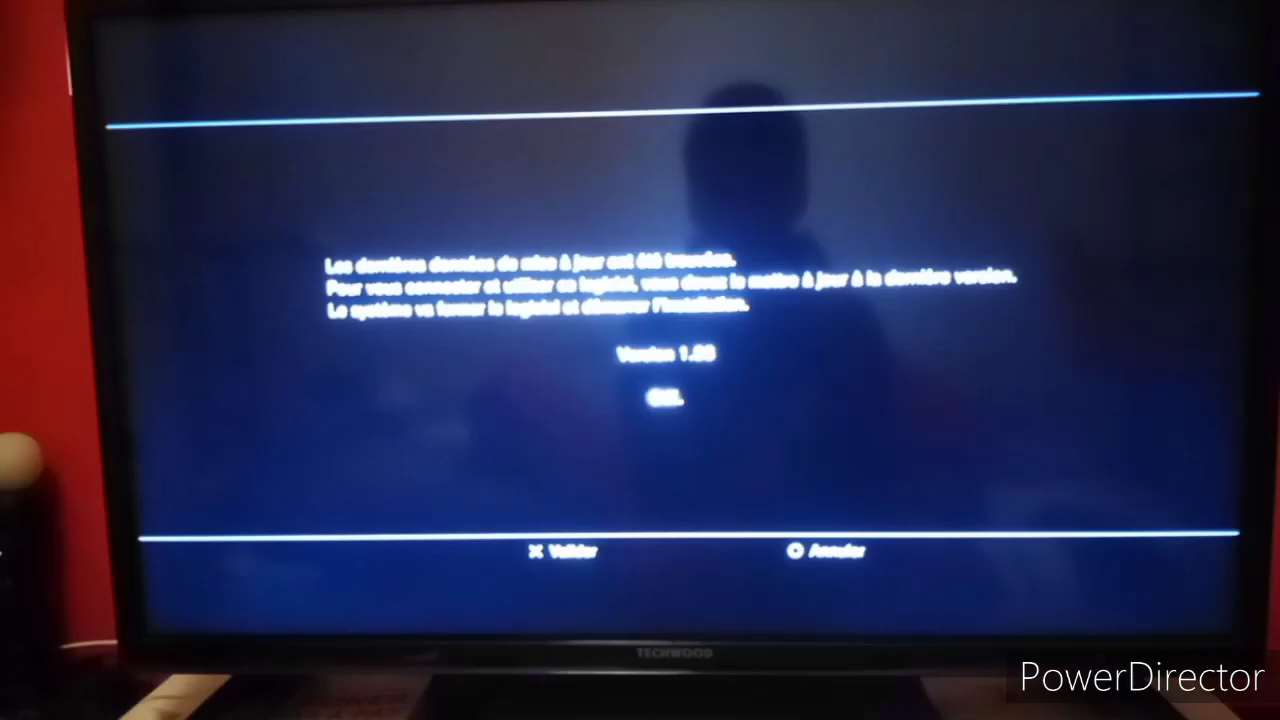 Les dernières données de mise à jour ont été trouvées.
Pour vous connecter et utiliser ce logiciel, vous devez le mettre à jour à la dernière version.
Le système va fermer le logiciel et démarrer l'installation.
Version
OK.
Valider
Annuler
TECHWOOD
PowerDirector